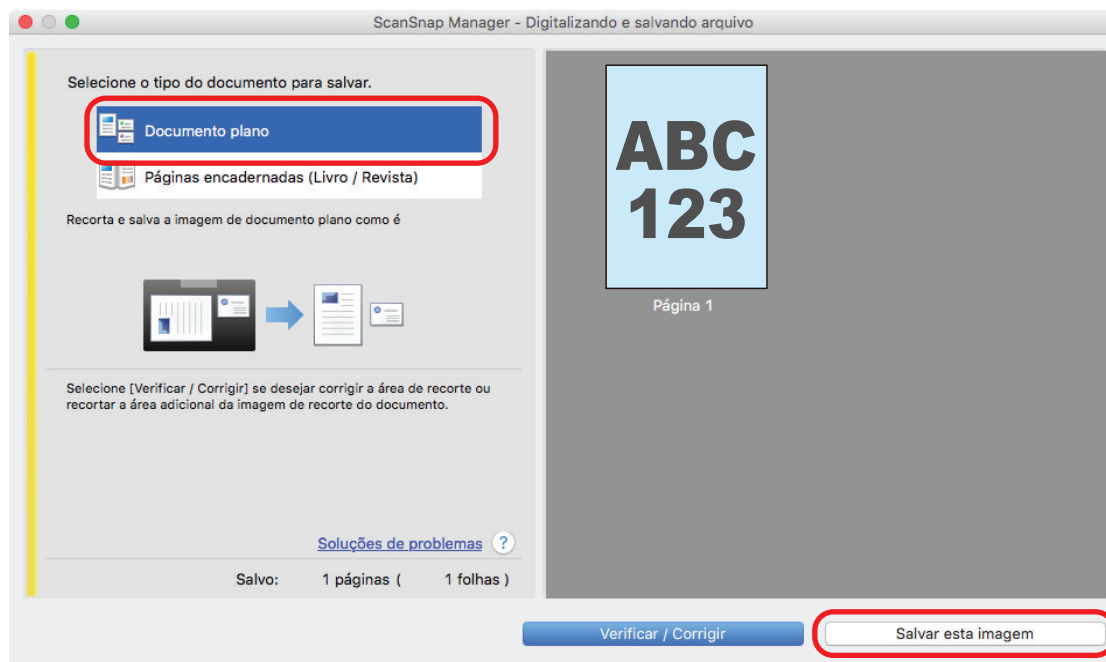 ScanSnap Manager - Digitalizando e salvando arquivo
Selecione o tipo do documento para salvar.
Documento plano
Páginas encadernadas (Livro / Revista)
Recorta e salva a imagem de documento plano como é
Selecione [Verificar / Corrigir] se desejar corrigir a área de recorte ou
recortar a área adicional da imagem de recorte do documento.
Soluções de problemas ?
Salvo: 1 páginas ( 1 folhas )
ABC
123
Página 1
Verificar / Corrigir
Salvar esta imagem